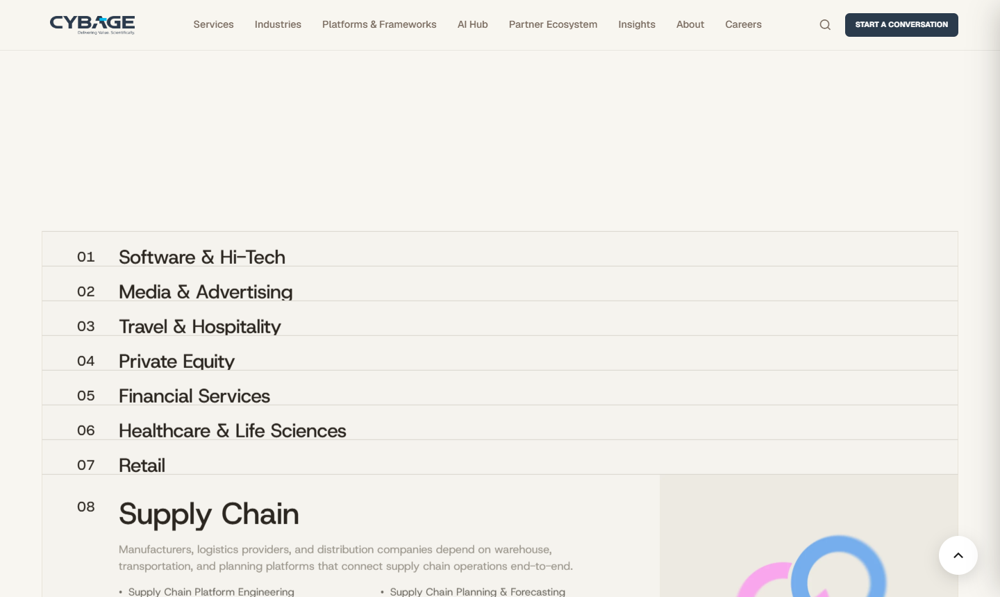 CYBAGE
Delivering Value. Scientifically.
Services
Industries
Platforms & Frameworks
AI Hub
Partner Ecosystem
Insights
About
Careers
START A CONVERSATION
01 Software & Hi-Tech
02 Media & Advertising
03 Travel & Hospitality
04 Private Equity
05 Financial Services
06 Healthcare & Life Sciences
07 Retail
08 Supply Chain
Manufacturers, logistics providers, and distribution companies depend on warehouse,
transportation, and planning platforms that connect supply chain operations end-to-end.
• Supply Chain Platform Engineering
• Supply Chain Planning & Forecasting